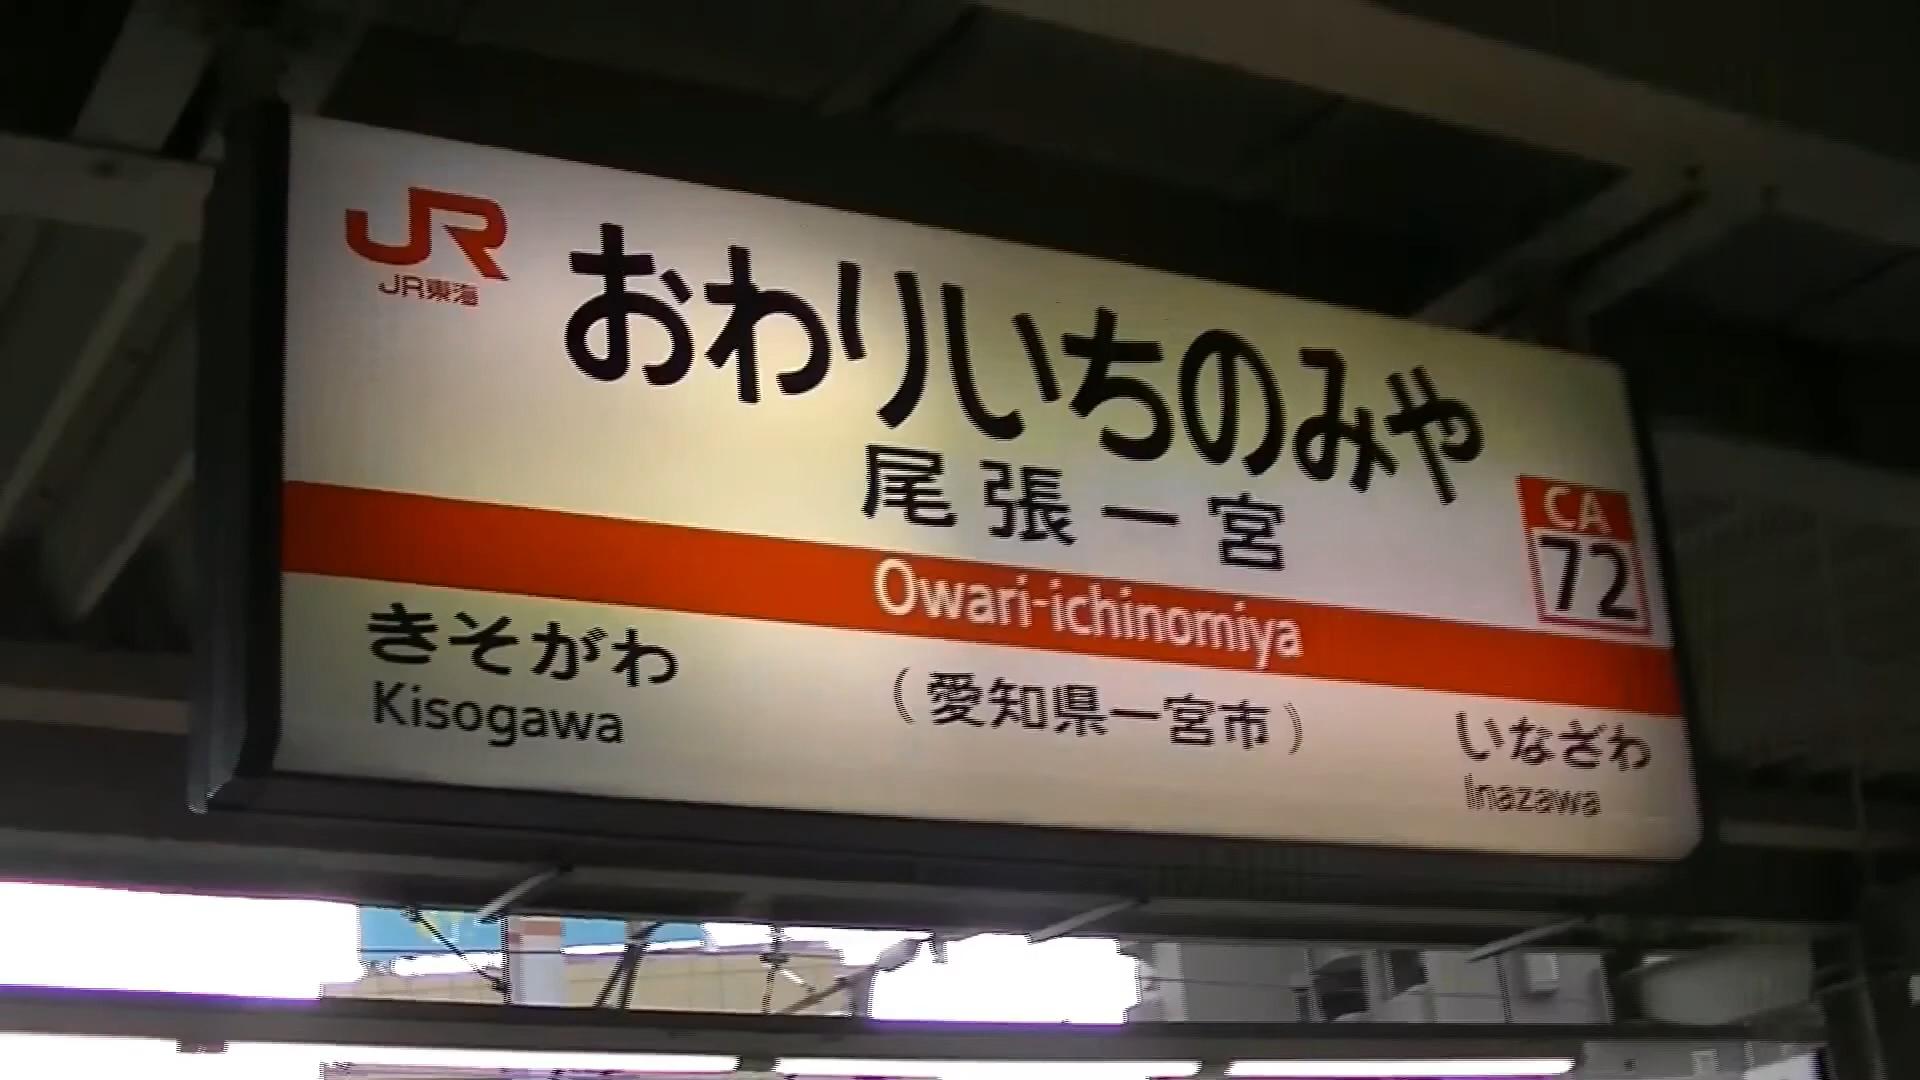 JR
JR東海
おわりいちのみや
尾張一宮
CA
72
Owari-ichinomiya
きそがわ
Kisogawa
(愛知県一宮市)
いなざわ
Inazawa